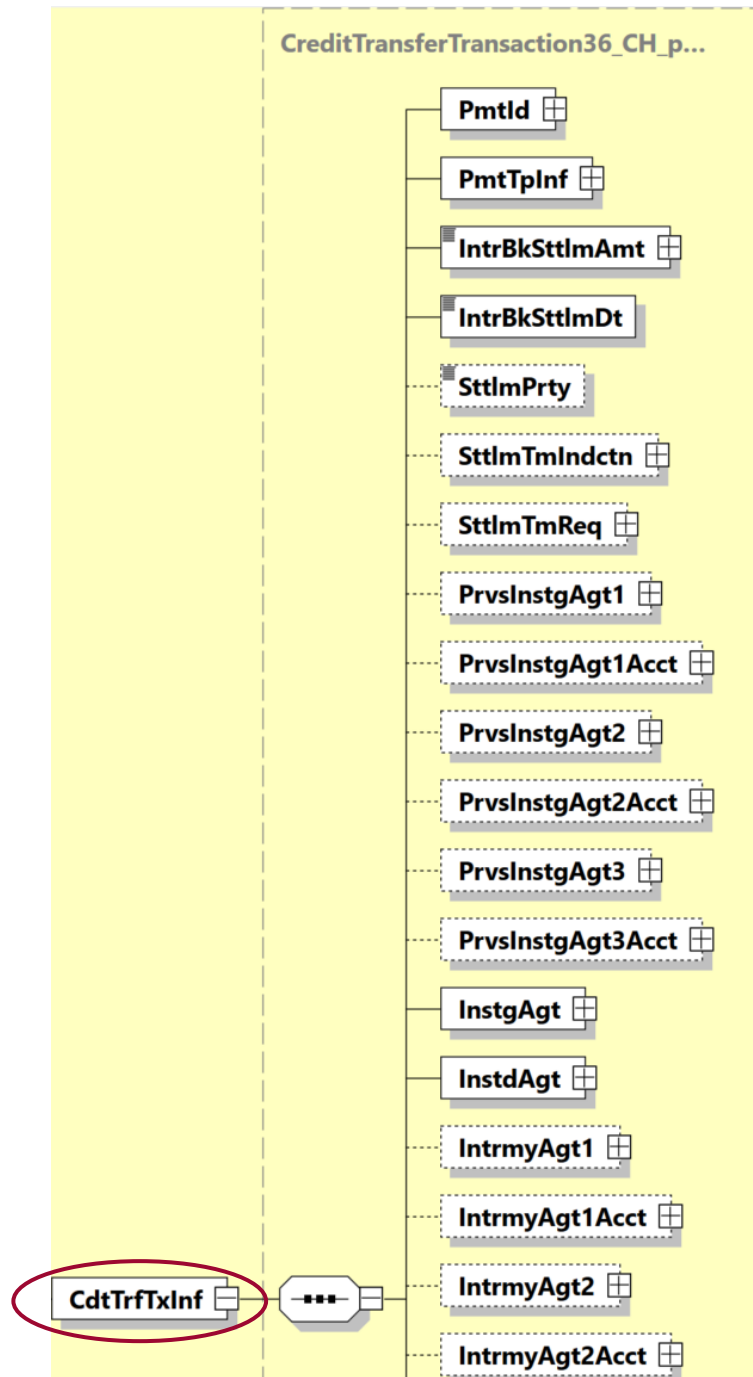 CreditTransferTransaction36_CH_p...
PmtId
PmtTpInf
IntrBkSttlmAmt
IntrBkSttlmDt
SttlmPrty
SttlmTmIndctn
SttlmTmReq
PrvsInstgAgt1
PrvsInstgAgt1Acct
PrvsInstgAgt2
PrvsInstgAgt2Acct
PrvsInstgAgt3
PrvsInstgAgt3Acct
InstgAgt
InstdAgt
IntrmyAgt1
IntrmyAgt1Acct
CdtTrfTxInf
IntrmyAgt2
IntrmyAgt2Acct